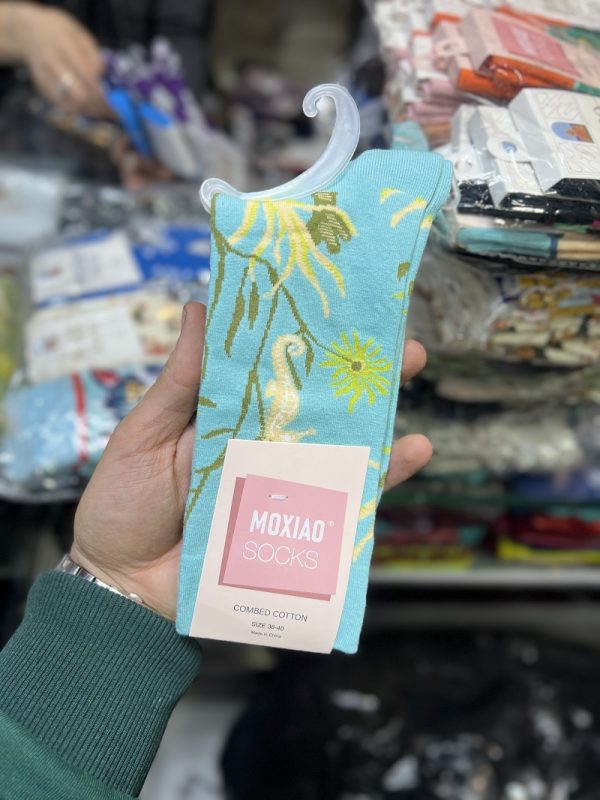 MOXIAO®
SOCKS
COMBED COTTON
SIZE 36-40
Made in China